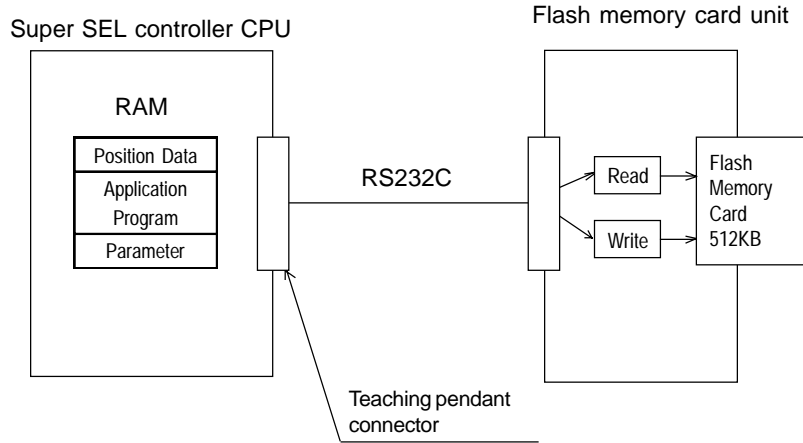 Super SEL controller CPU
RAM
Position Data
Application
Program
Parameter
RS232C
Teaching pendant
connector
Flash memory card unit
Read
Write
Flash
Memory
Card
512KB